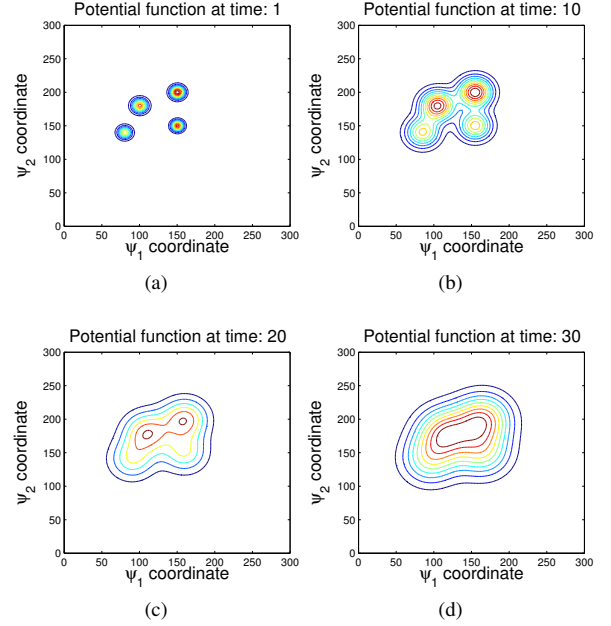 Potential function at time: 1
Potential function at time: 10
300
250
200
150
100
50
0
ψ2 coordinate
0 50 100 150 200 250 300
ψ1 coordinate
(a)
300
250
200
150
100
50
0
ψ2 coordinate
0 50 100 150 200 250 300
ψ1 coordinate
(b)
Potential function at time: 20
Potential function at time: 30
300
250
200
150
100
50
0
ψ2 coordinate
0 50 100 150 200 250 300
ψ1 coordinate
(c)
300
250
200
150
100
50
0
ψ2 coordinate
0 50 100 150 200 250 300
ψ1 coordinate
(d)